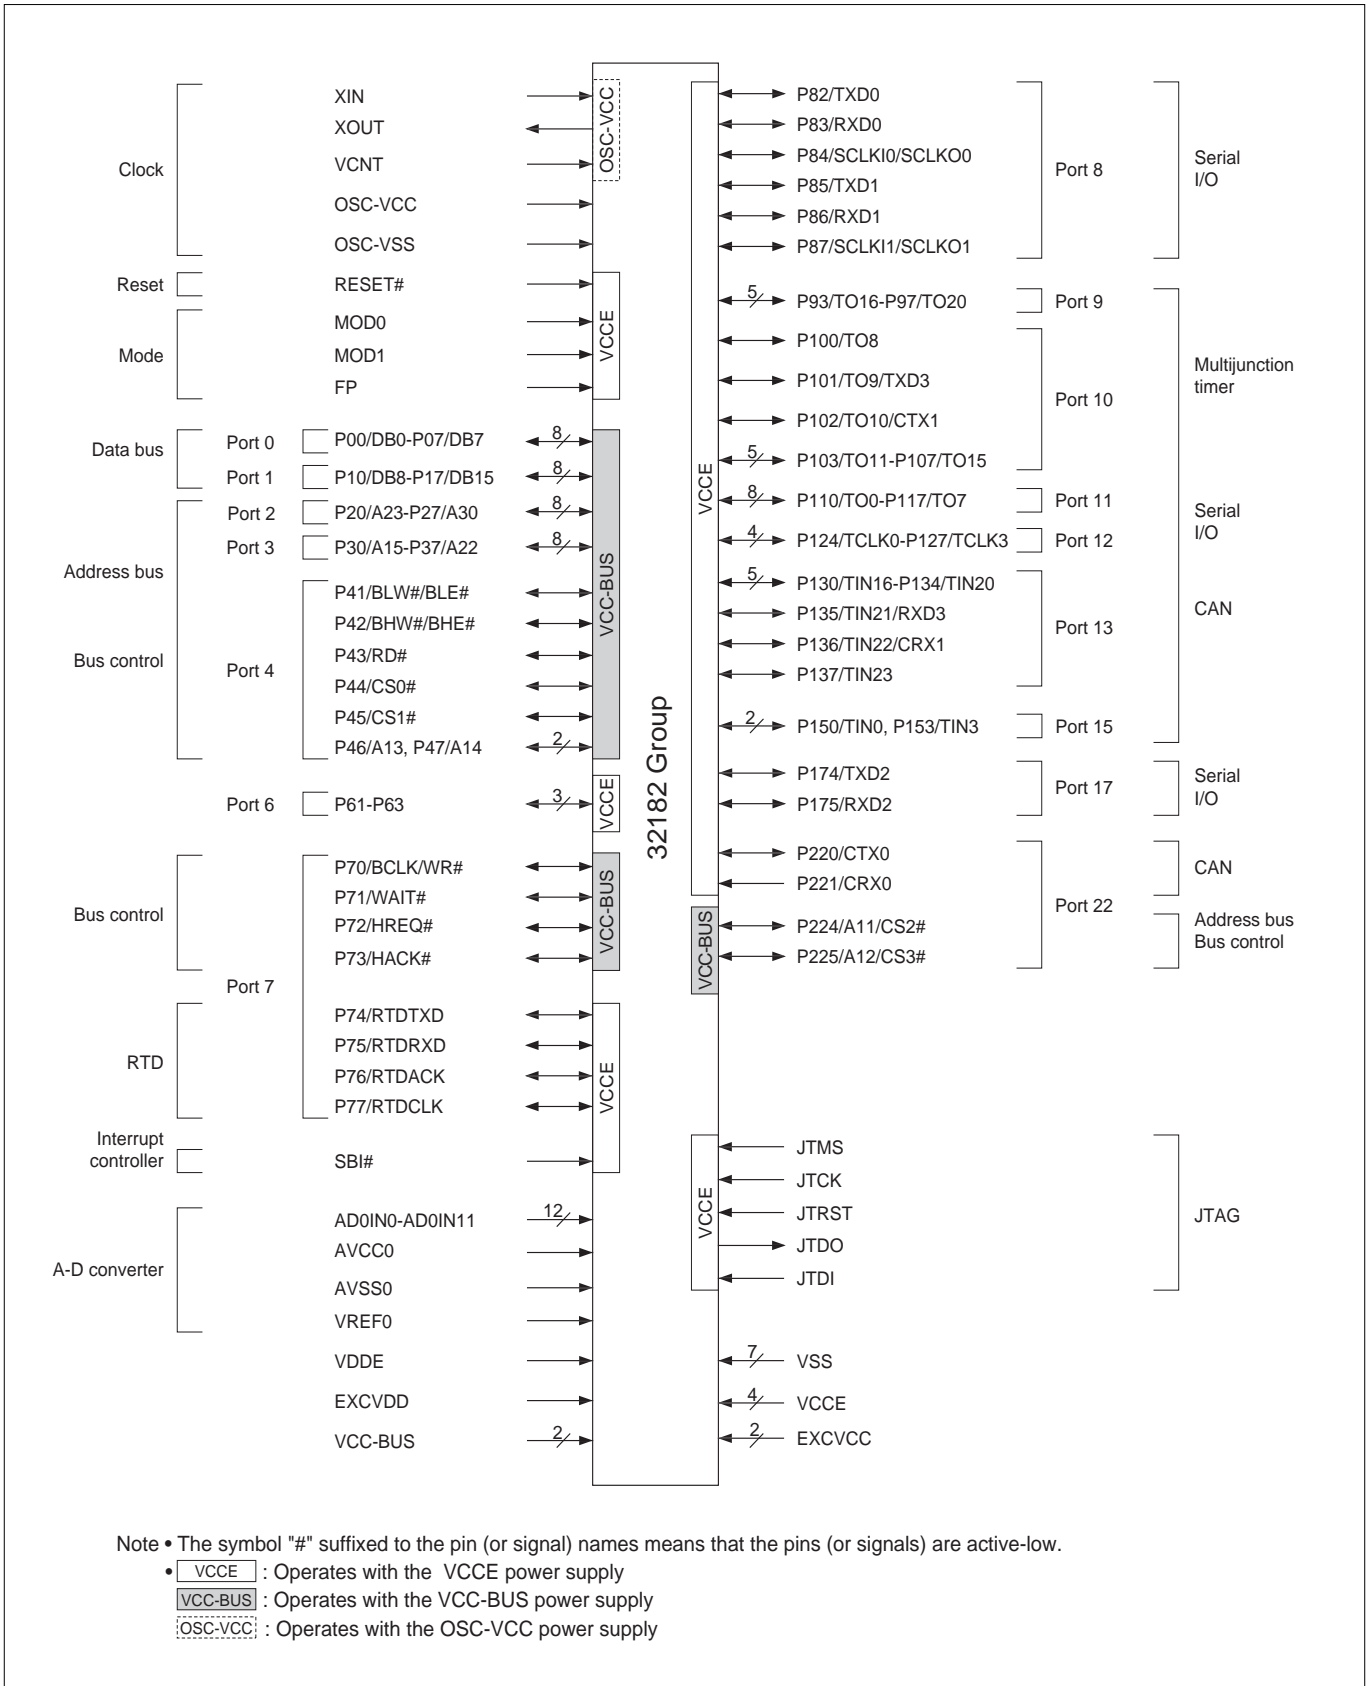 Clock
XIN
XOUT
VCNT
OSC-VCC
OSC-VSS
OSC-VCC
Reset
RESET#
Mode
MOD0
MOD1
FP
VCCE
Data bus
Port 0
P00/DB0-P07/DB7
8
Port 1
P10/DB8-P17/DB15
8
Address bus
Bus control
Port 2
P20/A23-P27/A30
8
Port 3
P30/A15-P37/A22
8
Port 4
P41/BLW#/BLE#
P42/BHW#/BHE#
P43/RD#
P44/CS0#
P45/CS1#
P46/A13, P47/A14
2
VCC-BUS
Port 6
P61-P63
3
VCCE
Bus control
Port 7
P70/BCLK/WR#
P71/WAIT#
P72/HREQ#
P73/HACK#
VCC-BUS
RTD
P74/RTDTXD
P75/RTDRXD
P76/RTDACK
P77/RTDCLK
VCCE
Interrupt
controller
SBI#
A-D converter
AD0IN0-AD0IN11
12
AVCC0
AVSS0
VREF0
VDDE
EXCVDD
VCC-BUS
2
32182 Group
VCCE
P82/TXD0
P83/RXD0
P84/SCLKI0/SCLKO0
P85/TXD1
P86/RXD1
P87/SCLKI1/SCLKO1
Port 8
Serial
I/O
5
P93/TO16-P97/TO20
Port 9
P100/TO8
P101/TO9/TXD3
P102/TO10/CTX1
5
P103/TO11-P107/TO15
Port 10
Multijunction
timer
8
P110/TO0-P117/TO7
Port 11
4
P124/TCLK0-P127/TCLK3
Port 12
Serial
I/O
5
P130/TIN16-P134/TIN20
P135/TIN21/RXD3
P136/TIN22/CRX1
P137/TIN23
Port 13
CAN
2
P150/TIN0, P153/TIN3
Port 15
P174/TXD2
P175/RXD2
Port 17
Serial
I/O
P220/CTX0
P221/CRX0
CAN
Port 22
VCC-BUS
P224/A11/CS2#
P225/A12/CS3#
Address bus
Bus control
VCCE
JTMS
JTCK
JTRST
JTDO
JTDI
JTAG
7
VSS
4
VCCE
2
EXCVCC
Note • The symbol "#" suffixed to the pin (or signal) names means that the pins (or signals) are active-low.
• VCCE : Operates with the VCCE power supply
VCC-BUS : Operates with the VCC-BUS power supply
OSC-VCC : Operates with the OSC-VCC power supply